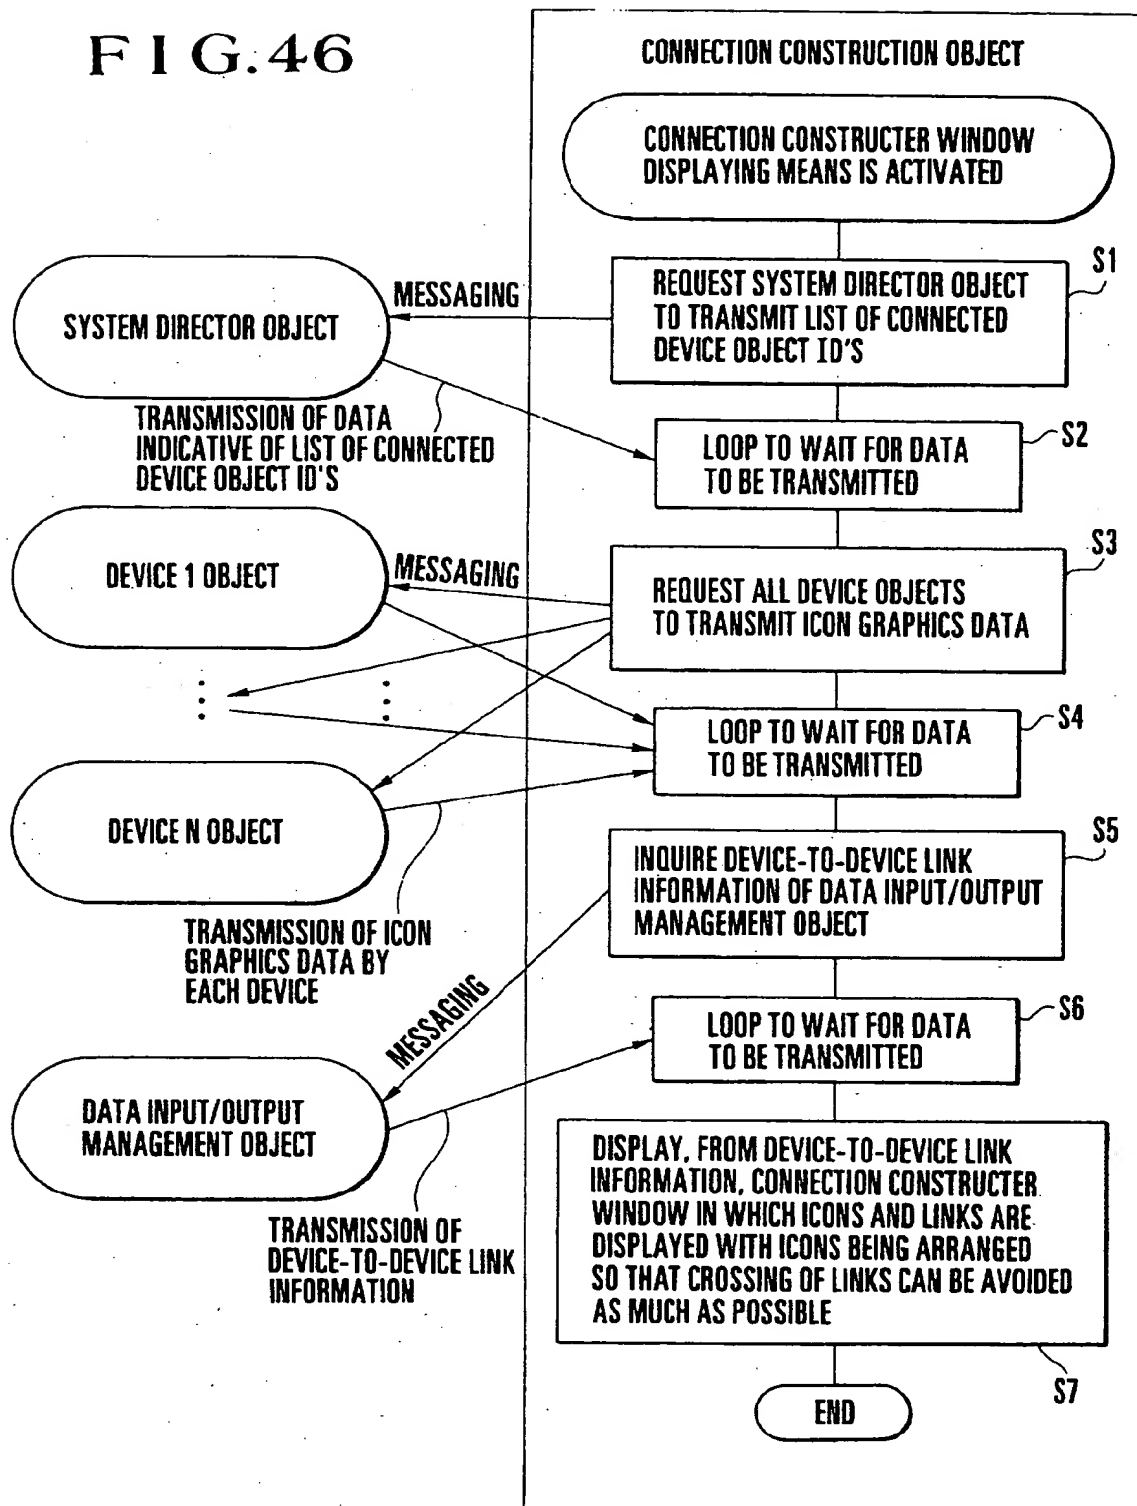 FIG.46
CONNECTION CONSTRUCTION OBJECT
CONNECTION CONSTRUCTER WINDOW
DISPLAYING MEANS IS ACTIVATED
S1
REQUEST SYSTEM DIRECTOR OBJECT
TO TRANSMIT LIST OF CONNECTED
DEVICE OBJECT ID'S
MESSAGING
SYSTEM DIRECTOR OBJECT
TRANSMISSION OF DATA
INDICATIVE OF LIST OF CONNECTED
DEVICE OBJECT ID'S
S2
LOOP TO WAIT FOR DATA
TO BE TRANSMITTED
S3
REQUEST ALL DEVICE OBJECTS
TO TRANSMIT ICON GRAPHICS DATA
MESSAGING
DEVICE 1 OBJECT
S4
LOOP TO WAIT FOR DATA
TO BE TRANSMITTED
DEVICE N OBJECT
TRANSMISSION OF ICON
GRAPHICS DATA BY
EACH DEVICE
S5
INQUIRE DEVICE-TO-DEVICE LINK
INFORMATION OF DATA INPUT/OUTPUT
MANAGEMENT OBJECT
MESSAGING
S6
LOOP TO WAIT FOR DATA
TO BE TRANSMITTED
DATA INPUT/OUTPUT
MANAGEMENT OBJECT
TRANSMISSION OF
DEVICE-TO-DEVICE LINK
INFORMATION
DISPLAY, FROM DEVICE-TO-DEVICE LINK
INFORMATION, CONNECTION CONSTRUCTER
WINDOW IN WHICH ICONS AND LINKS ARE
DISPLAYED WITH ICONS BEING ARRANGED
SO THAT CROSSING OF LINKS CAN BE AVOIDED
AS MUCH AS POSSIBLE
S7
END